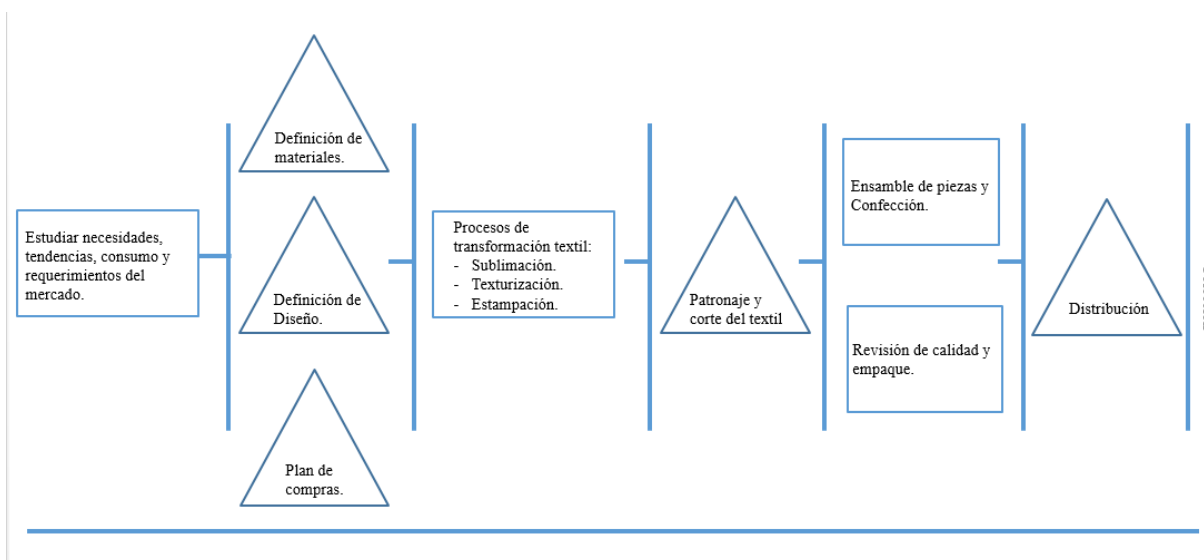 Estudiar necesidades,
tendencias, consumo y
requerimientos del
mercado.
Definición de
materiales.
Definición de
Diseño.
Plan de
compras.
Procesos de
transformación textil:
- Sublimación.
- Texturización.
- Estampación.
Patronaje y
corte del textil
Ensamble de piezas y
Confección.
Revisión de calidad y
empaque.
Distribución